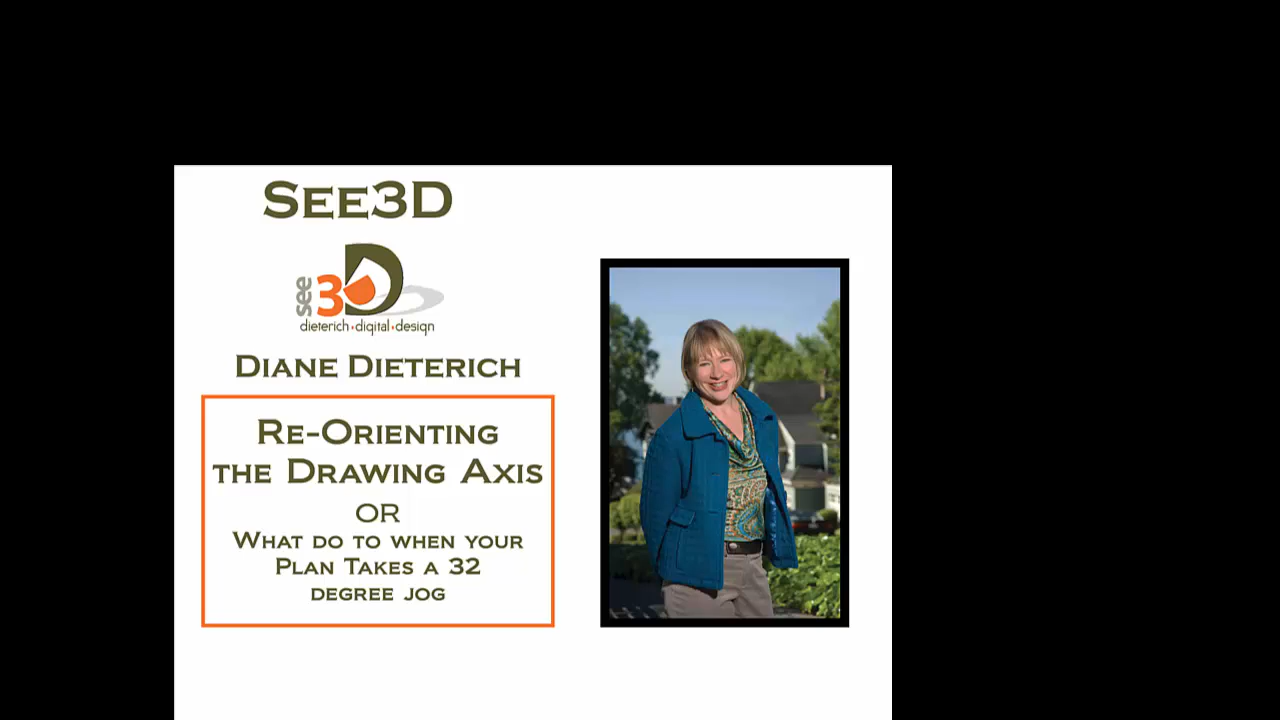 SEE3D
see
3D
dieterich•digital•design
DIANE DIETERICH
RE-ORIENTING
THE DRAWING AXIS
OR
WHAT DO TO WHEN YOUR
PLAN TAKES A 32
DEGREE JOG